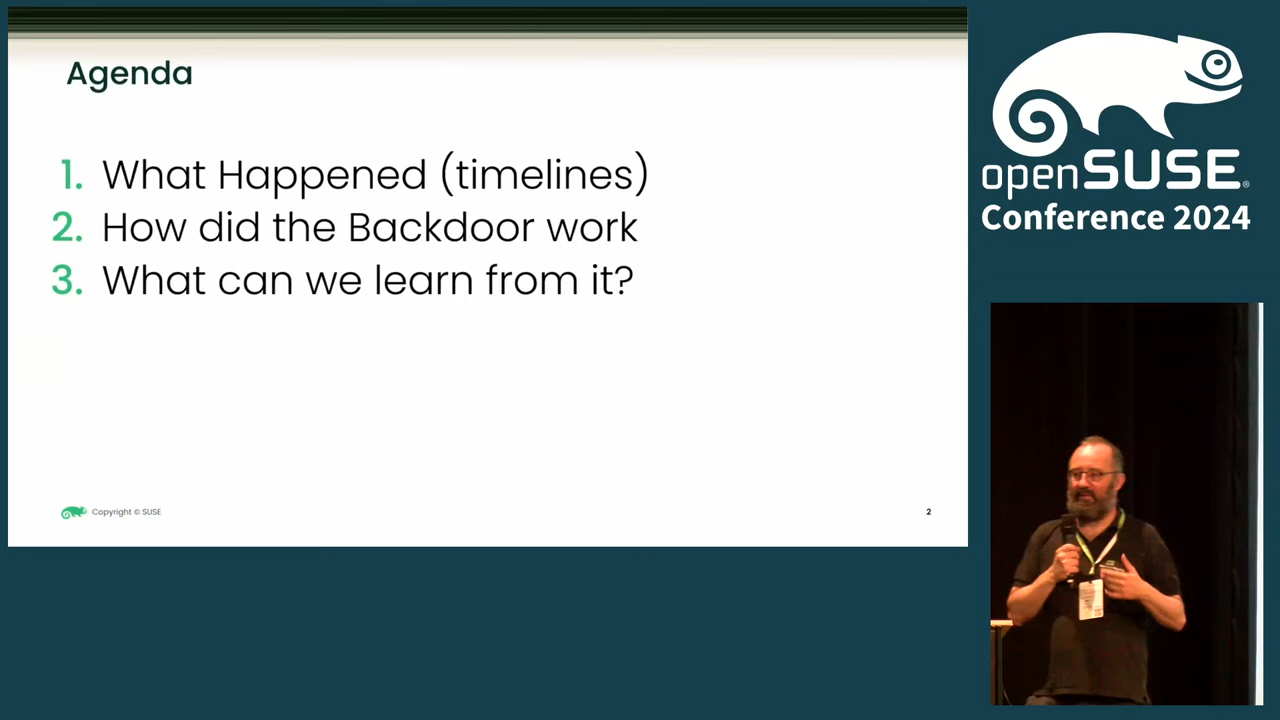 Agenda
1. What Happened (timelines)
2. How did the Backdoor work
3. What can we learn from it?
Copyright © SUSE
2
openSUSE®
Conference 2024